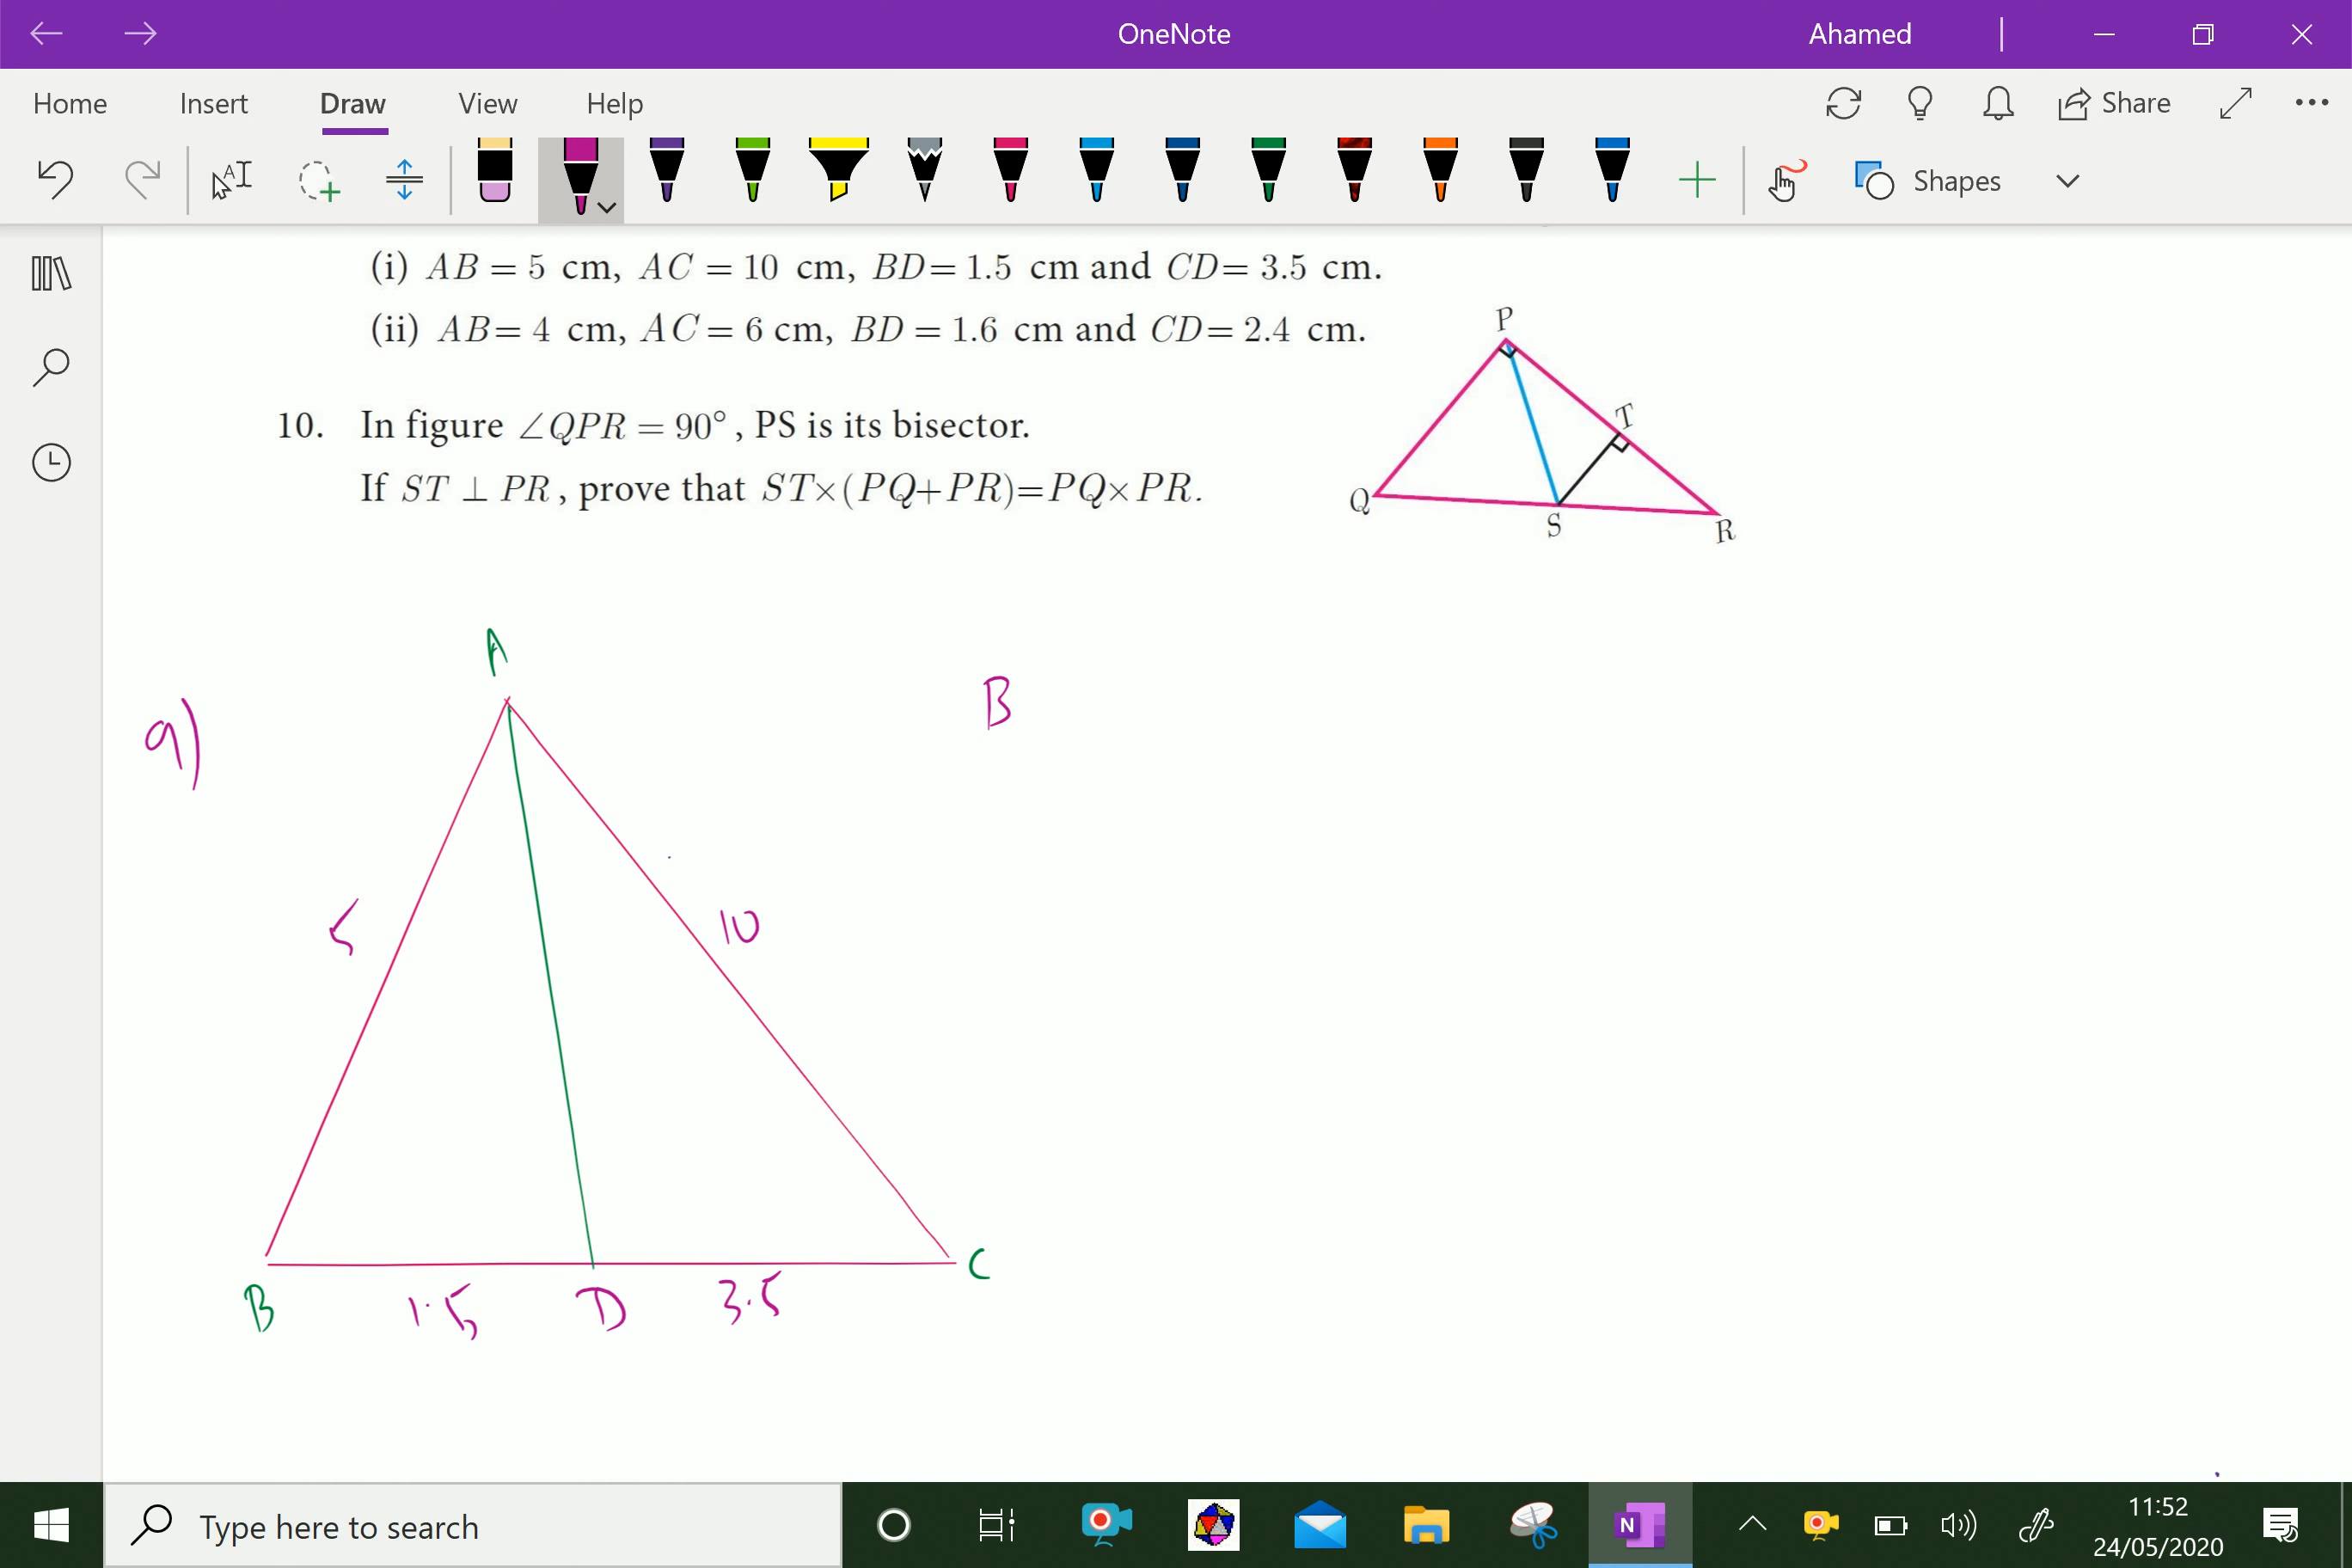 OneNote
Ahamed
Home Insert Draw View Help
Share
Shapes
(i) AB = 5 cm, AC = 10 cm, BD= 1.5 cm and CD= 3.5 cm.
(ii) AB= 4 cm, AC= 6 cm, BD = 1.6 cm and CD= 2.4 cm.
10. In figure ∠QPR = 90°, PS is its bisector.
If ST ⊥ PR, prove that ST×(PQ+PR)=PQ×PR.
P
T
Q
S
R
A
9)
B
5
10
B
1.5
D
3.5
C
Type here to search
N
11:52
24/05/2020